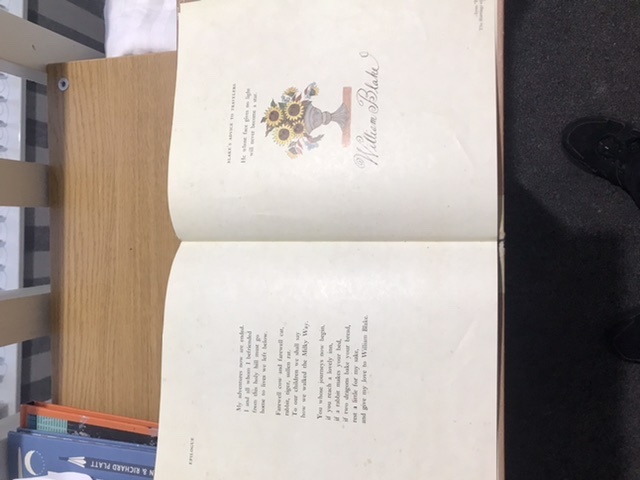 EPILOGUE
My adventures now are ended.
I and all whom I befriended
from this holy hill must go
home to lives we left below.
Farewell cow and farewell cat,
rabbit, tiger, sullen rat.
To our children we shall say
how we walked the Milky Way.
You whose journeys now begin,
if you reach a lovely inn,
if a rabbit makes your bed,
if two dragons bake your bread,
rest a little for my sake,
and give my love to William Blake.
BLAKE'S ADVICE TO TRAVELERS
He whose face gives no light
will never become a star.
William Blake
N & RICHARD PLATT